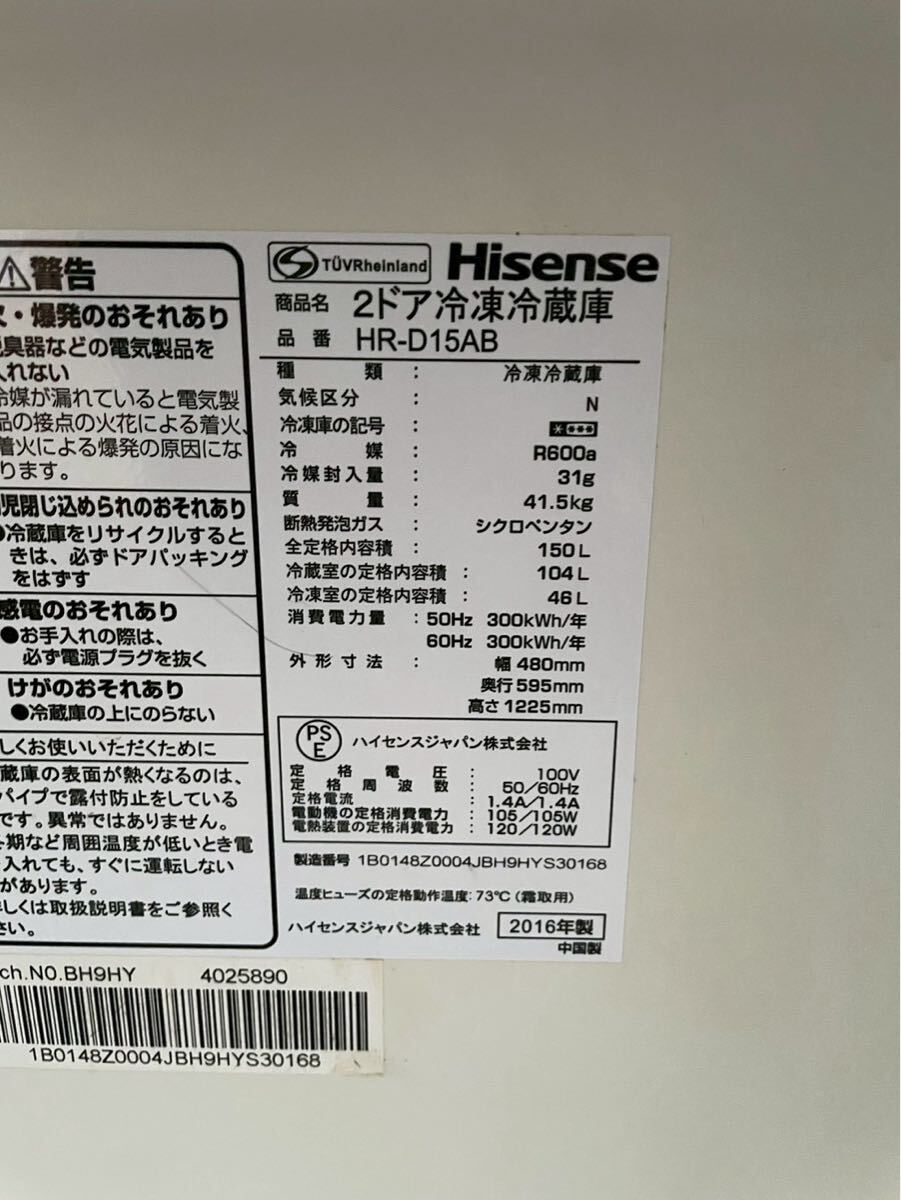 警告
・爆発のおそれあり
臭器などの電気製品を
入れない
冷媒が漏れていると電気製
品の接点の火花による着火、
着火による爆発の原因にな
ります。
児閉じ込められのおそれあり
●冷蔵庫をリサイクルすると
きは、必ずドアパッキング
をはずす
感電のおそれあり
●お手入れの際は、
必ず電源プラグを抜く
けがのおそれあり
●冷蔵庫の上にのらない
しくお使いいただくために
蔵庫の表面が熱くなるのは、
パイプで露付防止をしている
です。異常ではありません。
冬期など周囲温度が低いとき電
を入れても、すぐに運転しない
があります。
しくは取扱説明書をご参照く
さい。
TÜVRheinland Hisense
商品名 2ドア冷凍冷蔵庫
品番 HR-D15AB
種類 : 冷凍冷蔵庫
気候区分 : N
冷凍庫の記号 :
冷媒 : R600a
冷媒封入量 : 31g
質量 : 41.5kg
断熱発泡ガス : シクロペンタン
全定格内容積 : 150L
冷蔵室の定格内容積 : 104L
冷凍室の定格内容積 : 46L
消費電力量 : 50Hz 300kWh/年
60Hz 300kWh/年
外形寸法 : 幅 480mm
奥行 595mm
高さ 1225mm
PSE ハイセンスジャパン株式会社
定格電圧 : 100V
定格周波数 : 50/60Hz
定格電流 : 1.4A/1.4A
電動機の定格消費電力 : 105/105W
電熱装置の定格消費電力 : 120/120W
製造番号 1B0148Z0004JBH9HYS30168
温度ヒューズの定格動作温度:73℃(霜取用)
ハイセンスジャパン株式会社 2016年製
中国製
ch.NO.BH9HY 4025890
1B0148Z0004JBH9HYS30168